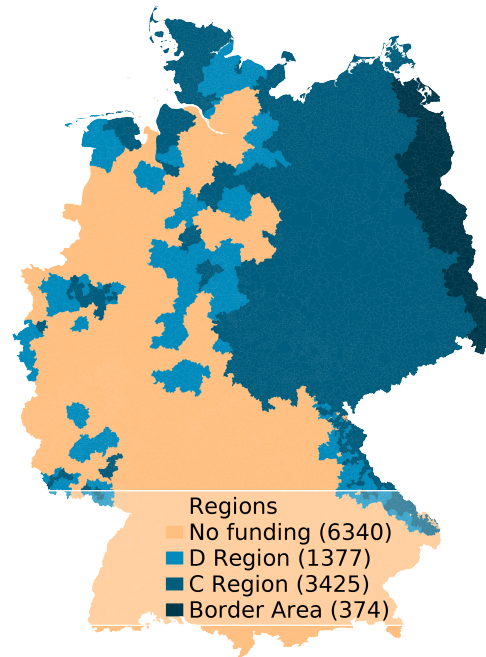 Regions
No funding (6340)
D Region (1377)
C Region (3425)
Border Area (374)